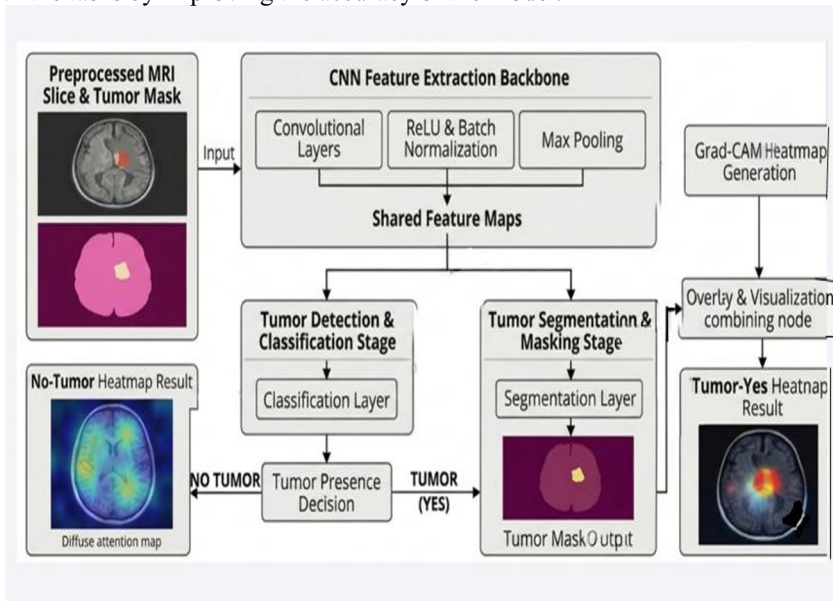 Preprocessed MRI
Slice & Tumor Mask
Input
CNN Feature Extraction Backbone
Convolutional
Layers
ReLU & Batch
Normalization
Max Pooling
Shared Feature Maps
Grad-CAM Heatmap
Generation
Tumor Detection &
Classification Stage
Classification Layer
Tumor Segmentation &
Masking Stage
Segmentation Layer
Overlay & Visualization
combining node
No-Tumor Heatmap Result
Diffuse attention map
NO TUMOR
Tumor Presence
Decision
TUMOR
(YES)
Tumor Mask Outpit
Tumor-Yes Heatnap
Result